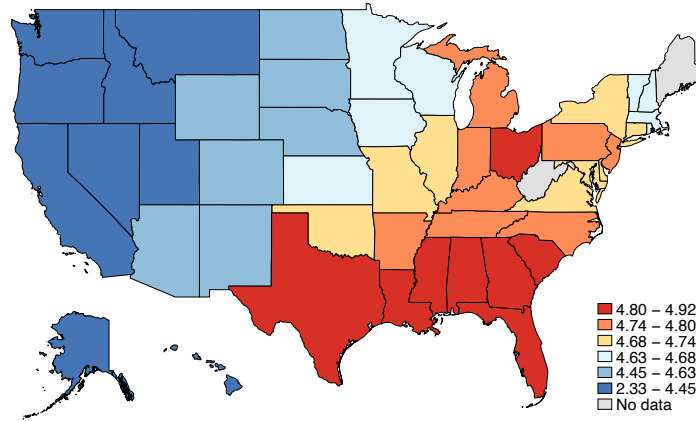 4.80 – 4.92
4.74 – 4.80
4.68 – 4.74
4.63 – 4.68
4.45 – 4.63
2.33 – 4.45
No data